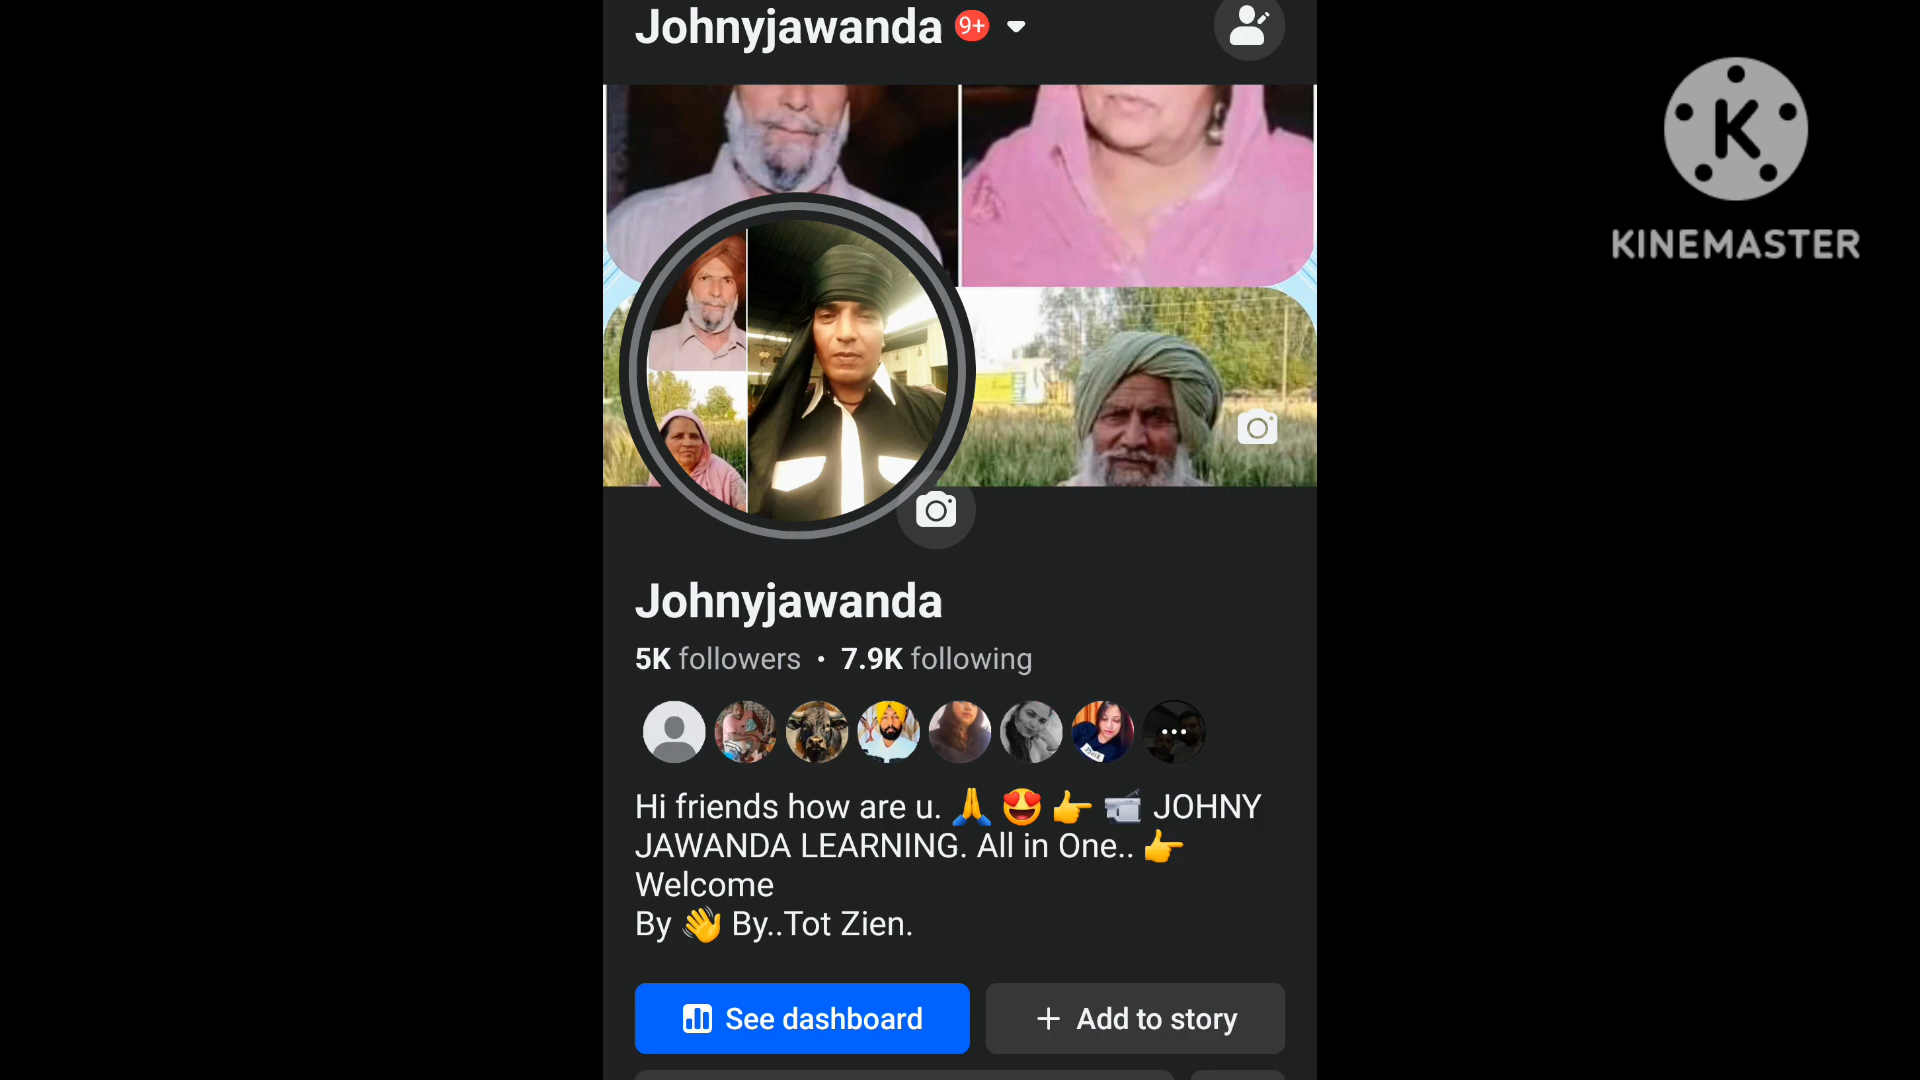 Johnyjawanda 9+
K
KINEMASTER
Johnyjawanda
5K followers • 7.9K following
Hi friends how are u. 🙏 😍 👉 📹 JOHNY
JAWANDA LEARNING. All in One.. 👉
Welcome
By 👋 By..Tot Zien.
See dashboard
+ Add to story